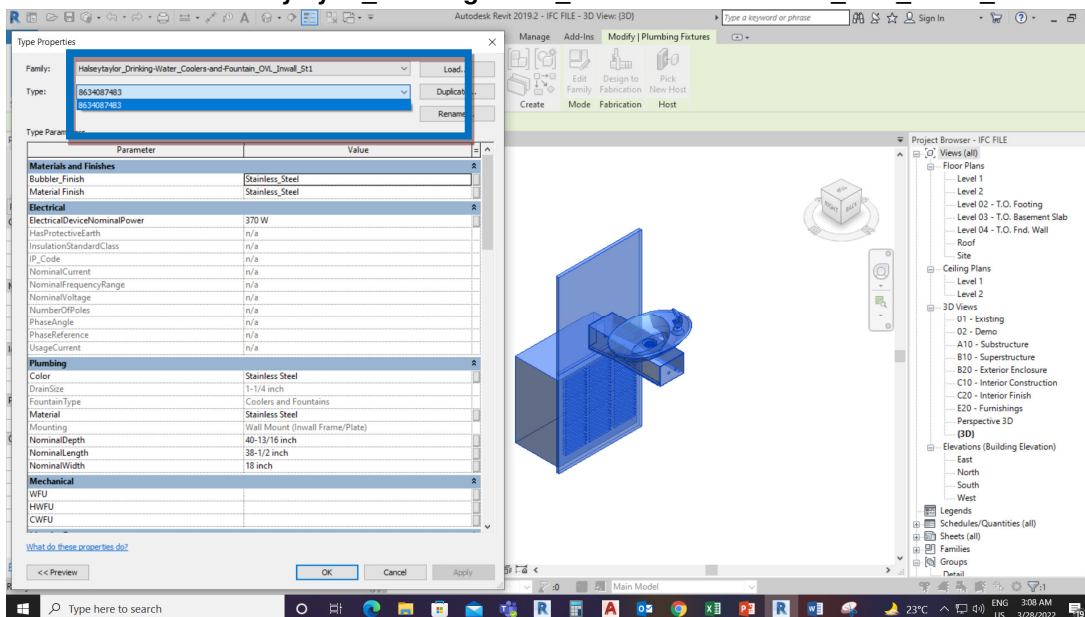 Autodesk Revit 2019.2 - IFC FILE - 3D View: {3D}
Type a keyword or phrase
Sign In
Type Properties
Manage Add-Ins Modify | Plumbing Fixtures
Family: Halseytaylor_Drinking-Water_Coolers-and-Fountain_OVL_Inwall_St1 Load...
Type: 8634087483 Duplicate...
8634087483
Rename...
Edit Family
Design to Fabrication
Pick New Host
Create Mode Fabrication Host
Type Parameters
Parameter Value =
Materials and Finishes
Bubbler_Finish Stainless_Steel
Material Finish Stainless_Steel
Electrical
ElectricalDeviceNominalPower 370 W
HasProtectiveEarth n/a
InsulationStandardClass n/a
IP_Code n/a
NominalCurrent n/a
NominalFrequencyRange n/a
NominalVoltage n/a
NumberOfPoles n/a
PhaseAngle n/a
PhaseReference n/a
UsageCurrent n/a
Plumbing
Color Stainless Steel
DrainSize 1-1/4 inch
FountainType Coolers and Fountains
Material Stainless Steel
Mounting Wall Mount (Inwall Frame/Plate)
NominalDepth 40-13/16 inch
NominalLength 38-1/2 inch
NominalWidth 18 inch
Mechanical
WFU
HWFU
CWFU
What do these properties do?
<< Preview OK Cancel Apply
RIGHT BACK
Project Browser - IFC FILE
Views (all)
Floor Plans
Level 1
Level 2
Level 02 - T.O. Footing
Level 03 - T.O. Basement Slab
Level 04 - T.O. Fnd. Wall
Roof
Site
Ceiling Plans
Level 1
Level 2
3D Views
01 - Existing
02 - Demo
A10 - Substructure
B10 - Superstructure
B20 - Exterior Enclosure
C10 - Interior Construction
C20 - Interior Finish
E20 - Furnishings
Perspective 3D
{3D}
Elevations (Building Elevation)
East
North
South
West
Legends
Schedules/Quantities (all)
Sheets (all)
Families
Groups
Detail
:0 Main Model :1
Type here to search
23°C ENG 3:08 AM
US 3/28/2022